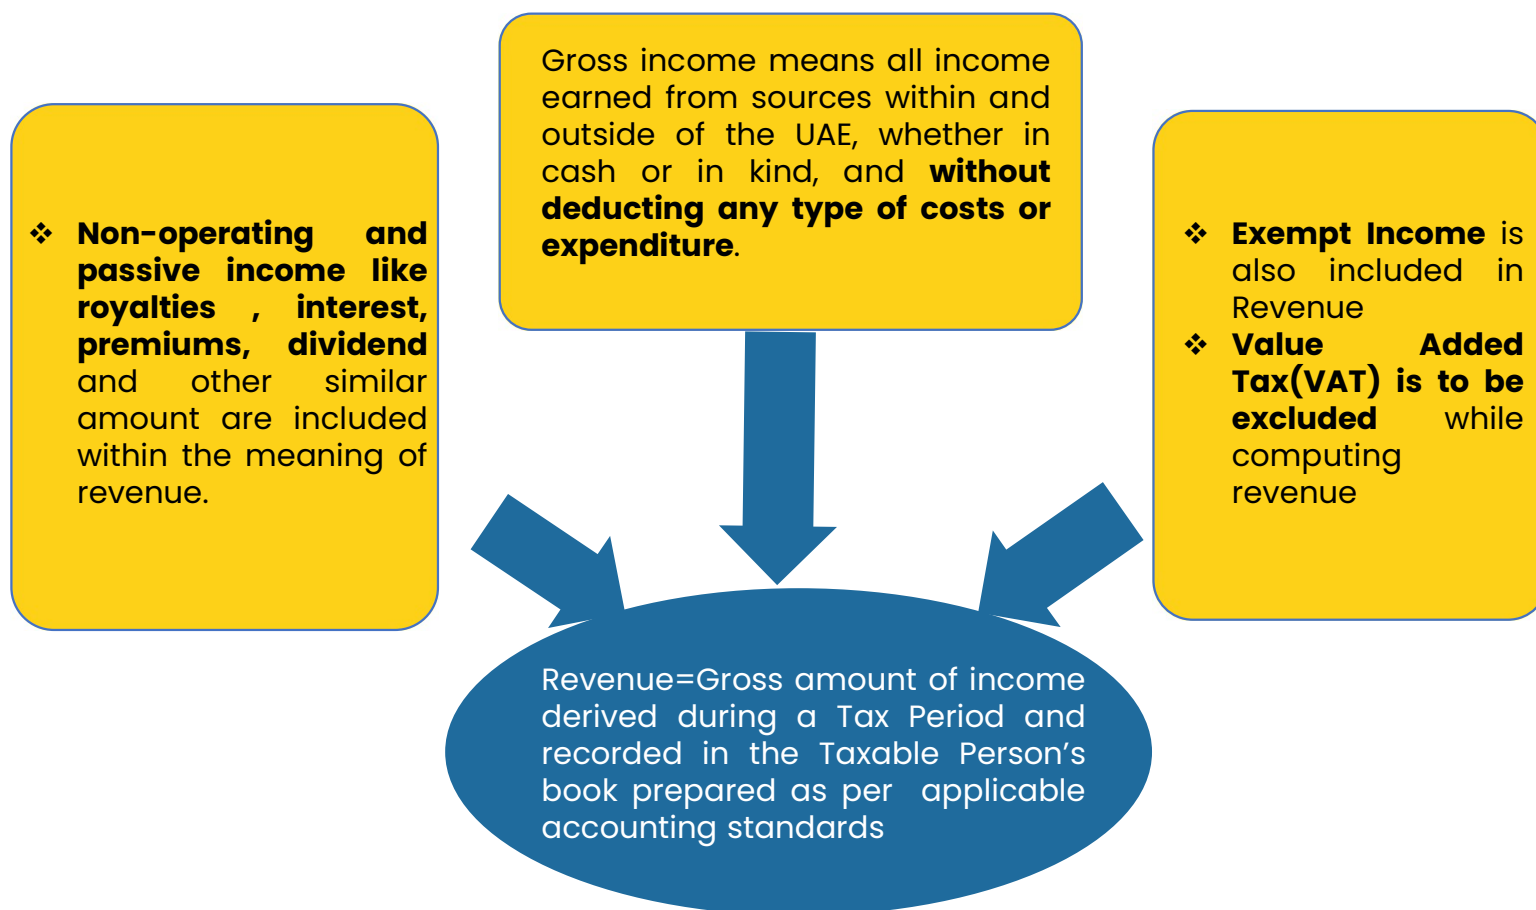 Gross income means all income
earned from sources within and
outside of the UAE, whether in
cash or in kind, and without
deducting any type of costs or
expenditure.
❖ Non-operating and
passive income like
royalties , interest,
premiums, dividend
and other similar
amount are included
within the meaning of
revenue.
❖ Exempt Income is
also included in
Revenue
❖ Value Added
Tax(VAT) is to be
excluded while
computing
revenue
Revenue=Gross amount of income
derived during a Tax Period and
recorded in the Taxable Person’s
book prepared as per applicable
accounting standards